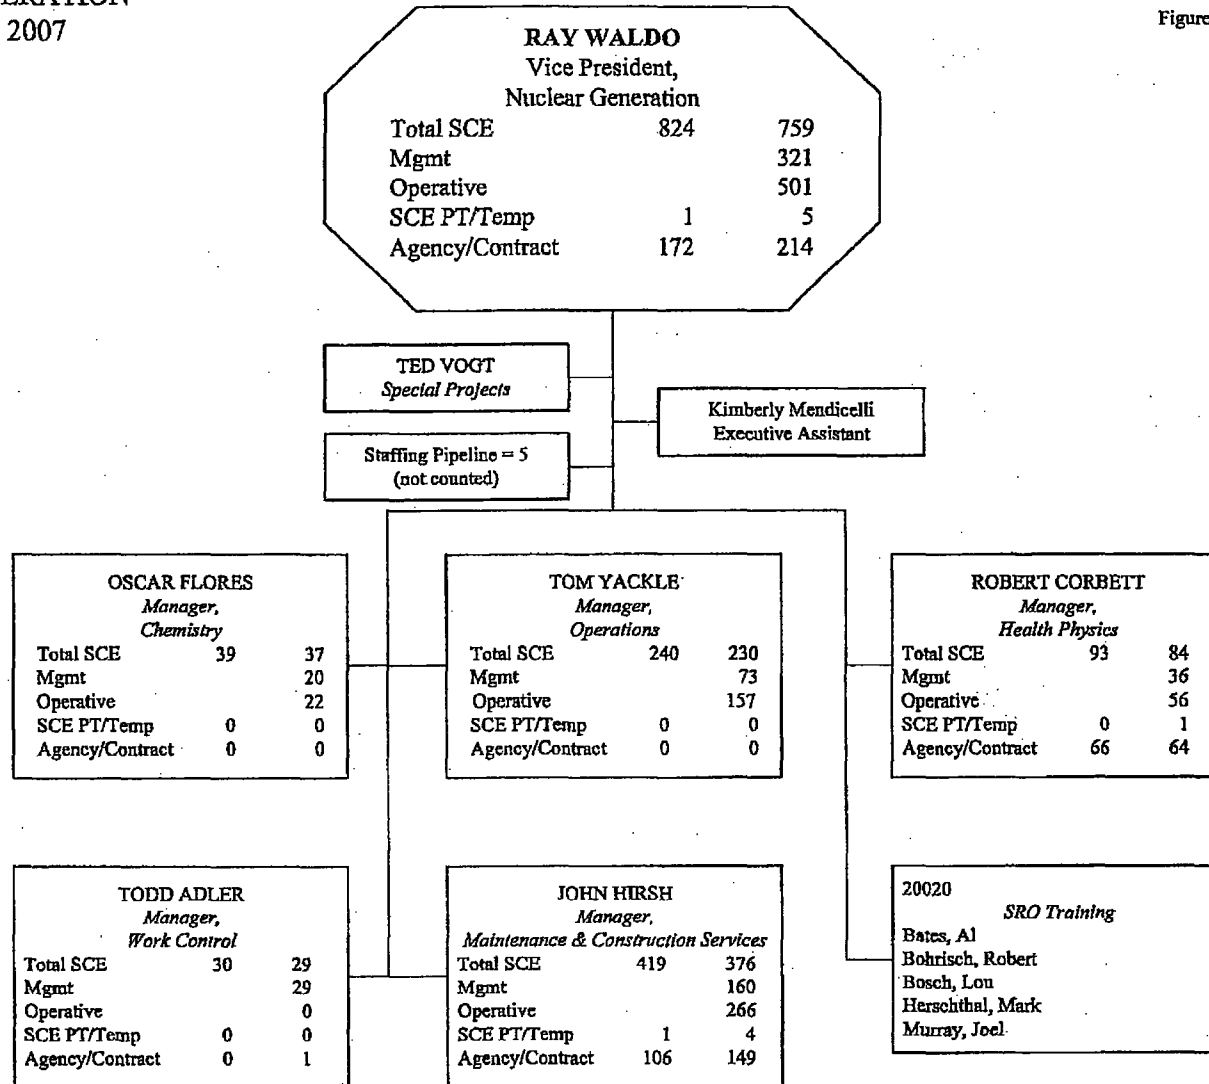 2007
Figure
RAY WALDO
Vice President,
Nuclear Generation
Total SCE 824 759
Mgmt 321
Operative 501
SCE PT/Temp 1 5
Agency/Contract 172 214
TED VOGT
Special Projects
Kimberly Mendicelli
Executive Assistant
Staffing Pipeline = 5
(not counted)
OSCAR FLORES
Manager,
Chemistry
Total SCE 39 37
Mgmt 20
Operative 22
SCE PT/Temp 0 0
Agency/Contract 0 0
TOM YACKLE
Manager,
Operations
Total SCE 240 230
Mgmt 73
Operative 157
SCE PT/Temp 0 0
Agency/Contract 0 0
ROBERT CORBETT
Manager,
Health Physics
Total SCE 93 84
Mgmt 36
Operative 56
SCE PT/Temp 0 1
Agency/Contract 66 64
TODD ADLER
Manager,
Work Control
Total SCE 30 29
Mgmt 29
Operative 0
SCE PT/Temp 0 0
Agency/Contract 0 1
JOHN HIRSH
Manager,
Maintenance & Construction Services
Total SCE 419 376
Mgmt 160
Operative 266
SCE PT/Temp 1 4
Agency/Contract 106 149
20020
SRO Training
Bates, Al
Bohrisch, Robert
Bosch, Lou
Herschthal, Mark
Murray, Joel